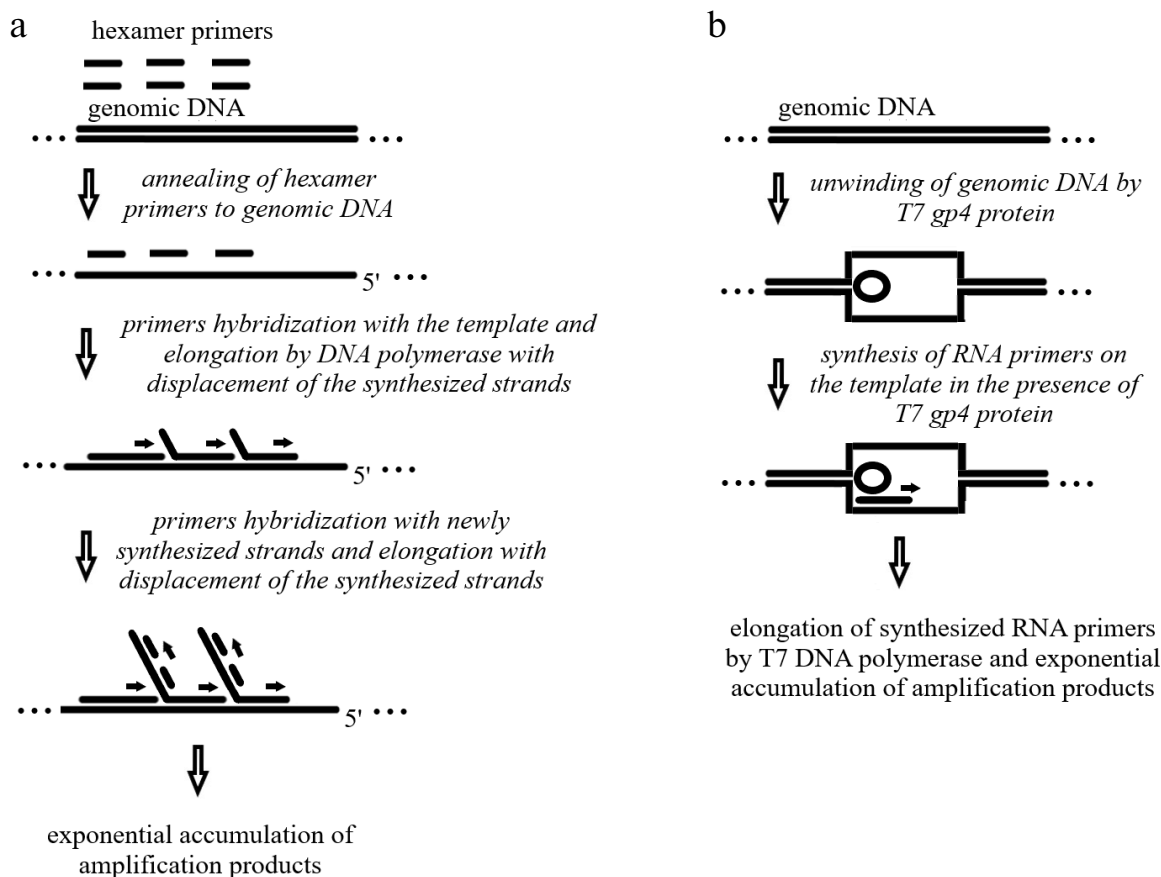 a
hexamer primers
genomic DNA
... ...
annealing of hexamer
primers to genomic DNA
... 5' ...
primers hybridization with the template and
elongation by DNA polymerase with
displacement of the synthesized strands
... 5' ...
primers hybridization with newly
synthesized strands and elongation with
displacement of the synthesized strands
... 5' ...
exponential accumulation of
amplification products
b
genomic DNA
... ...
unwinding of genomic DNA by
T7 gp4 protein
... ...
synthesis of RNA primers on
the template in the presence of
T7 gp4 protein
... ...
elongation of synthesized RNA primers
by T7 DNA polymerase and exponential
accumulation of amplification products